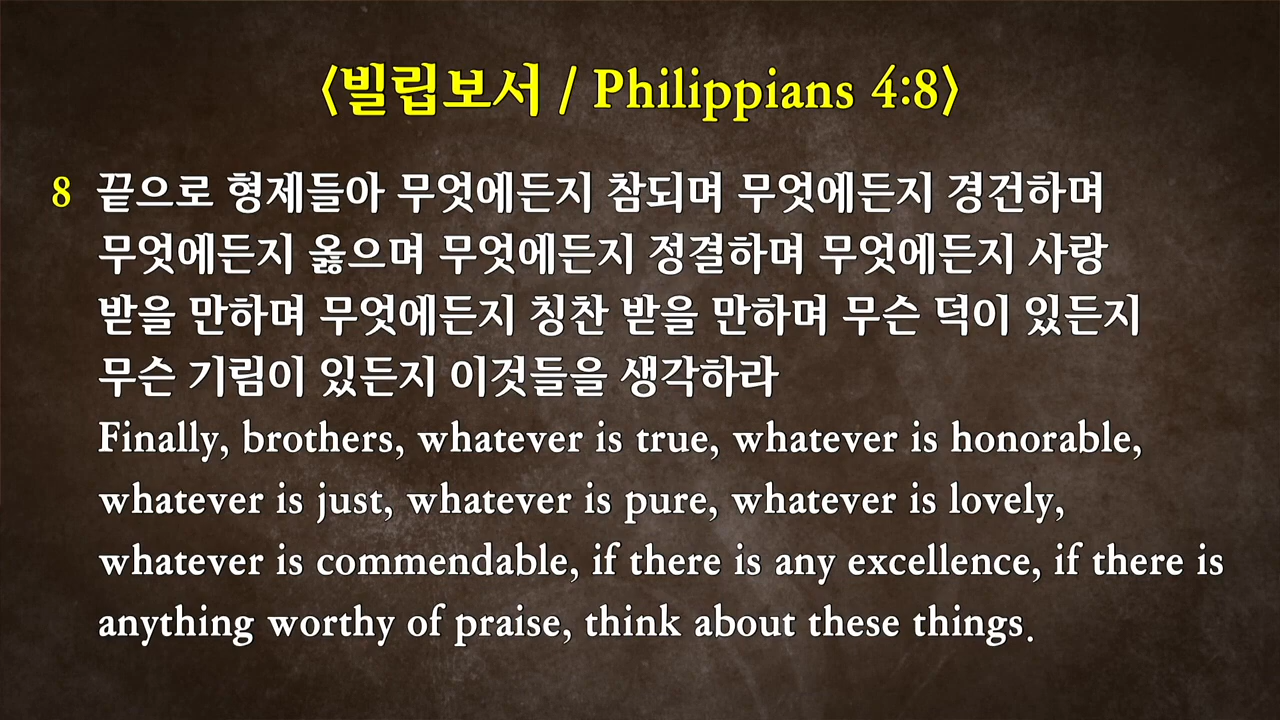 <빌립보서 / Philippians 4:8>
8 끝으로 형제들아 무엇에든지 참되며 무엇에든지 경건하며
무엇에든지 옳으며 무엇에든지 정결하며 무엇에든지 사랑
받을 만하며 무엇에든지 칭찬 받을 만하며 무슨 덕이 있든지
무슨 기림이 있든지 이것들을 생각하라
Finally, brothers, whatever is true, whatever is honorable,
whatever is just, whatever is pure, whatever is lovely,
whatever is commendable, if there is any excellence, if there is
anything worthy of praise, think about these things.